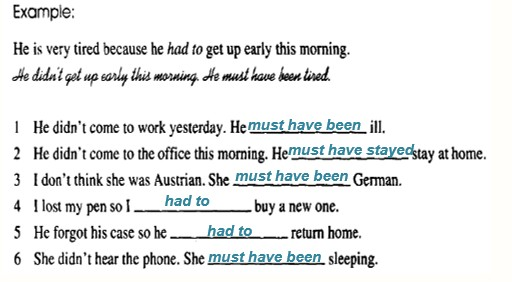 Example:
He is very tired because he had to get up early this morning.
He didn't get up early this morning. He must have been tired.
1 He didn't come to work yesterday. He must have been ill.
2 He didn't come to the office this morning. He must have stayed stay at home.
3 I don't think she was Austrian. She must have been German.
4 I lost my pen so I had to buy a new one.
5 He forgot his case so he had to return home.
6 She didn't hear the phone. She must have been sleeping.